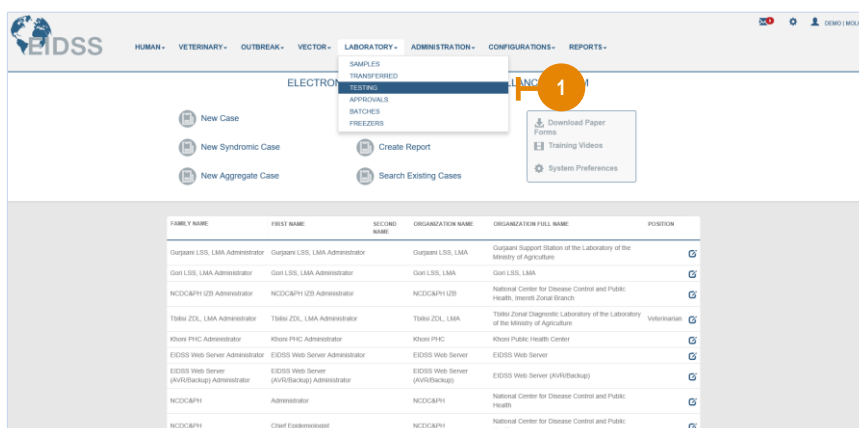 EIDSS
HUMAN VETERINARY OUTBREAK VECTOR LABORATORY ADMINISTRATION CONFIGURATIONS REPORTS
SAMPLES
TRANSFERRED
TESTING
APPROVALS
BATCHES
FREEZERS
1
New Case
New Syndromic Case
New Aggregate Case
Create Report
Search Existing Cases
Download Paper
Forms
Training Videos
System Preferences
FAMILY NAME FIRST NAME SECOND NAME ORGANIZATION NAME ORGANIZATION FULL NAME POSITION
Gurjaani LSS, LMA Administrator Gurjaani LSS, LMA Administrator Gurjaani LSS, LMA Gurjaani Support Station of the Laboratory of the
Ministry of Agriculture
Gori LSS, LMA Administrator Gori LSS, LMA Administrator Gori LSS, LMA Gori LSS, LMA
NCDC&PH IZB Administrator NCDC&PH IZB Administrator NCDC&PH IZB National Center for Disease Control and Public
Health, Imereti Zonal Branch
Tbilisi ZDL, LMA Administrator Tbilisi ZDL, LMA Administrator Tbilisi ZDL, LMA Tbilisi Zonal Diagnostic Laboratory of the Laboratory Veterinarian
of the Ministry of Agriculture
Khoni PHC Administrator Khoni PHC Administrator Khoni PHC Khoni Public Health Center
EIDSS Web Server Administrator EIDSS Web Server Administrator EIDSS Web Server EIDSS Web Server
EIDSS Web Server EIDSS Web Server EIDSS Web Server EIDSS Web Server (AVR/Backup)
(AVR/Backup) Administrator (AVR/Backup) Administrator (AVR/Backup)
NCDC&PH Administrator NCDC&PH National Center for Disease Control and Public
Health
NCDC&PH Chief Epidemiologist NCDC&PH National Center for Disease Control and Public